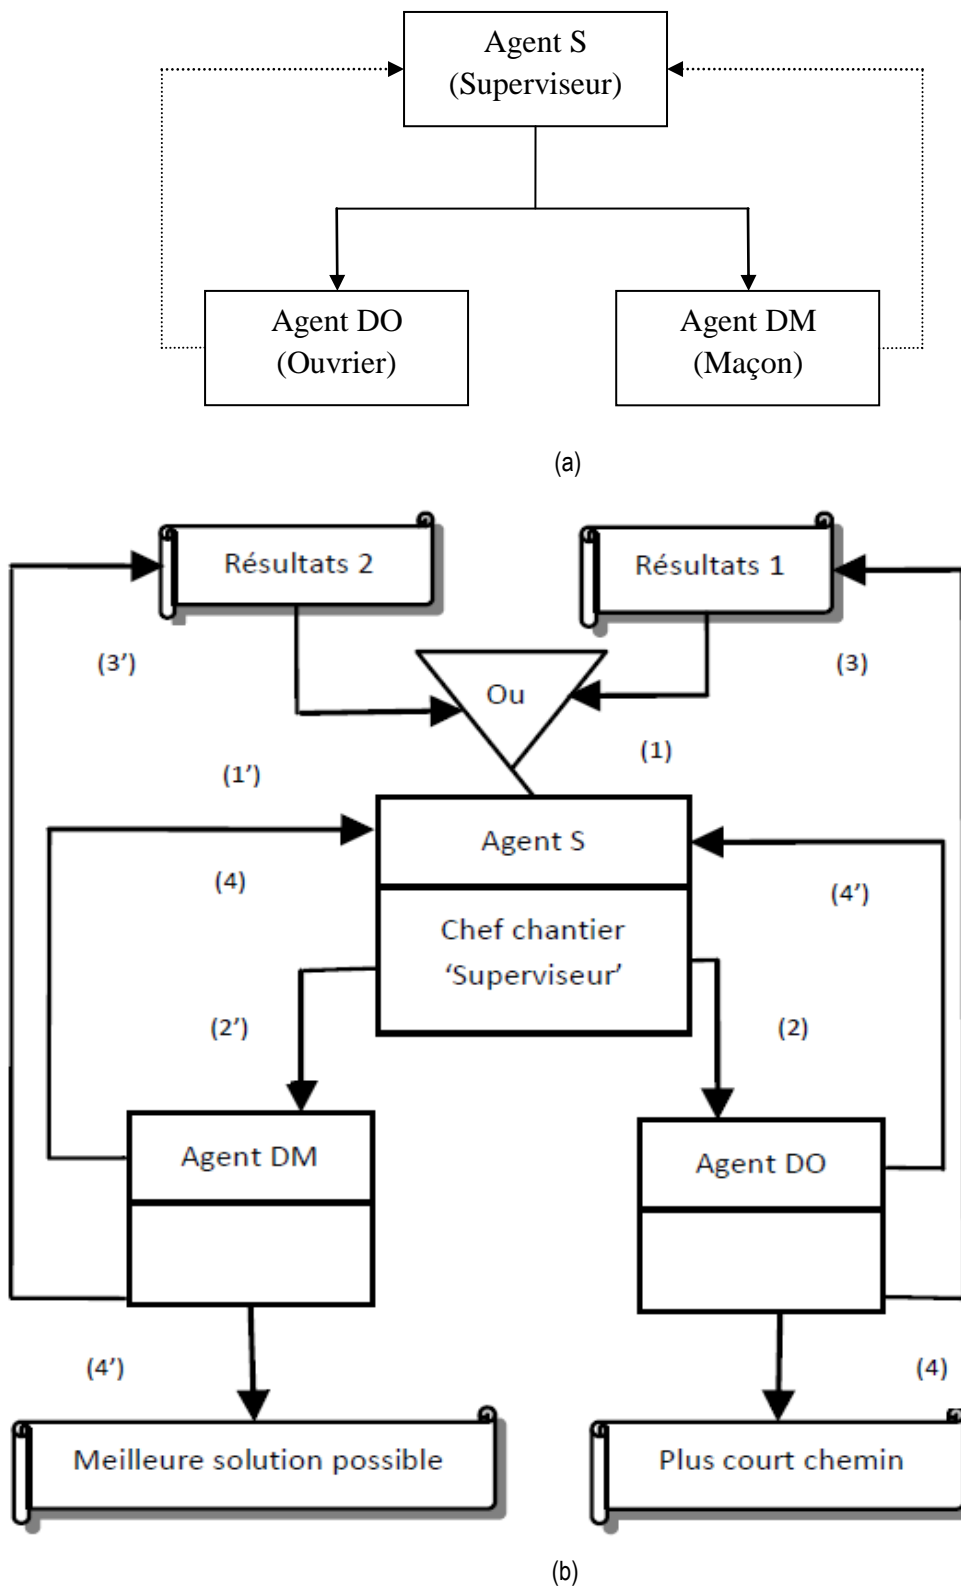 Agent S
(Superviseur)
Agent DO
(Ouvrier)
Agent DM
(Maçon)
(a)
Résultats 2
Résultats 1
(3’)
(3)
Ou
(1)
(1’)
Agent S
(4)
(4’)
Chef chantier
‘Superviseur’
(2’)
(2)
Agent DM
Agent DO
(4’)
(4)
Meilleure solution possible
Plus court chemin
(b)